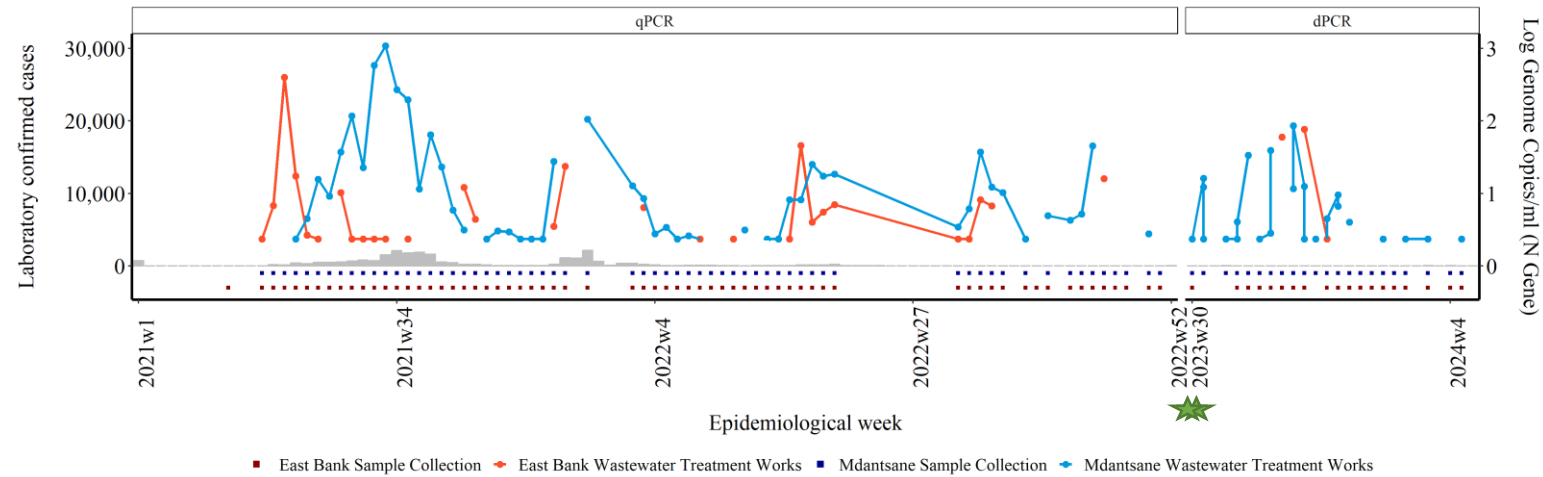 qPCR
dPCR
Laboratory confirmed cases
30,000
20,000
10,000
0
3
2
1
0
Log Genome Copies/ml (N Gene)
2021w1
2021w34
2022w4
2022w27
2022w52
2023w30
2024w4
Epidemiological week
East Bank Sample Collection
East Bank Wastewater Treatment Works
Mdantsane Sample Collection
Mdantsane Wastewater Treatment Works